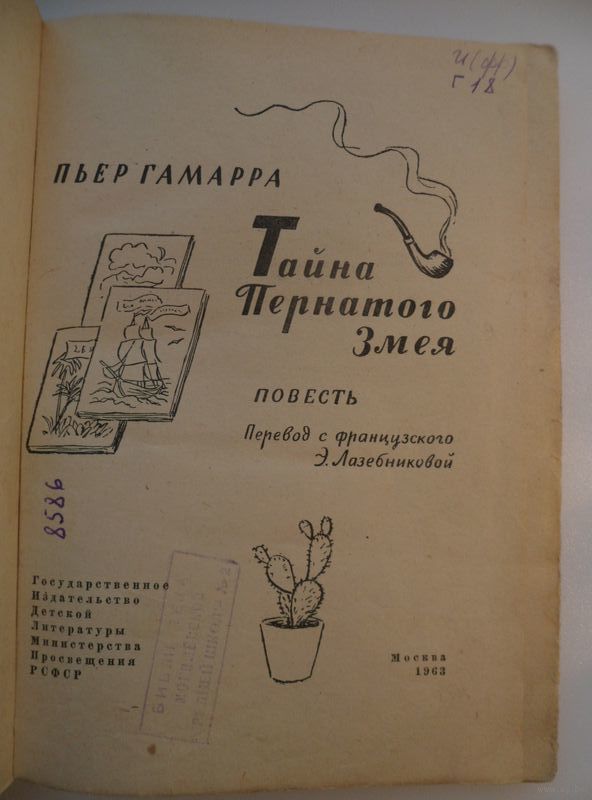 И(фр)
Г 18
ПЬЕР ГАМАРРА
Тайна
Пернатого
Змея
ПОВЕСТЬ
Перевод с французского
Э. Лазебниковой
8586
Государственное
Издательство
Детской
Литературы
Министерства
Просвещения
РСФСР
Москва
1963